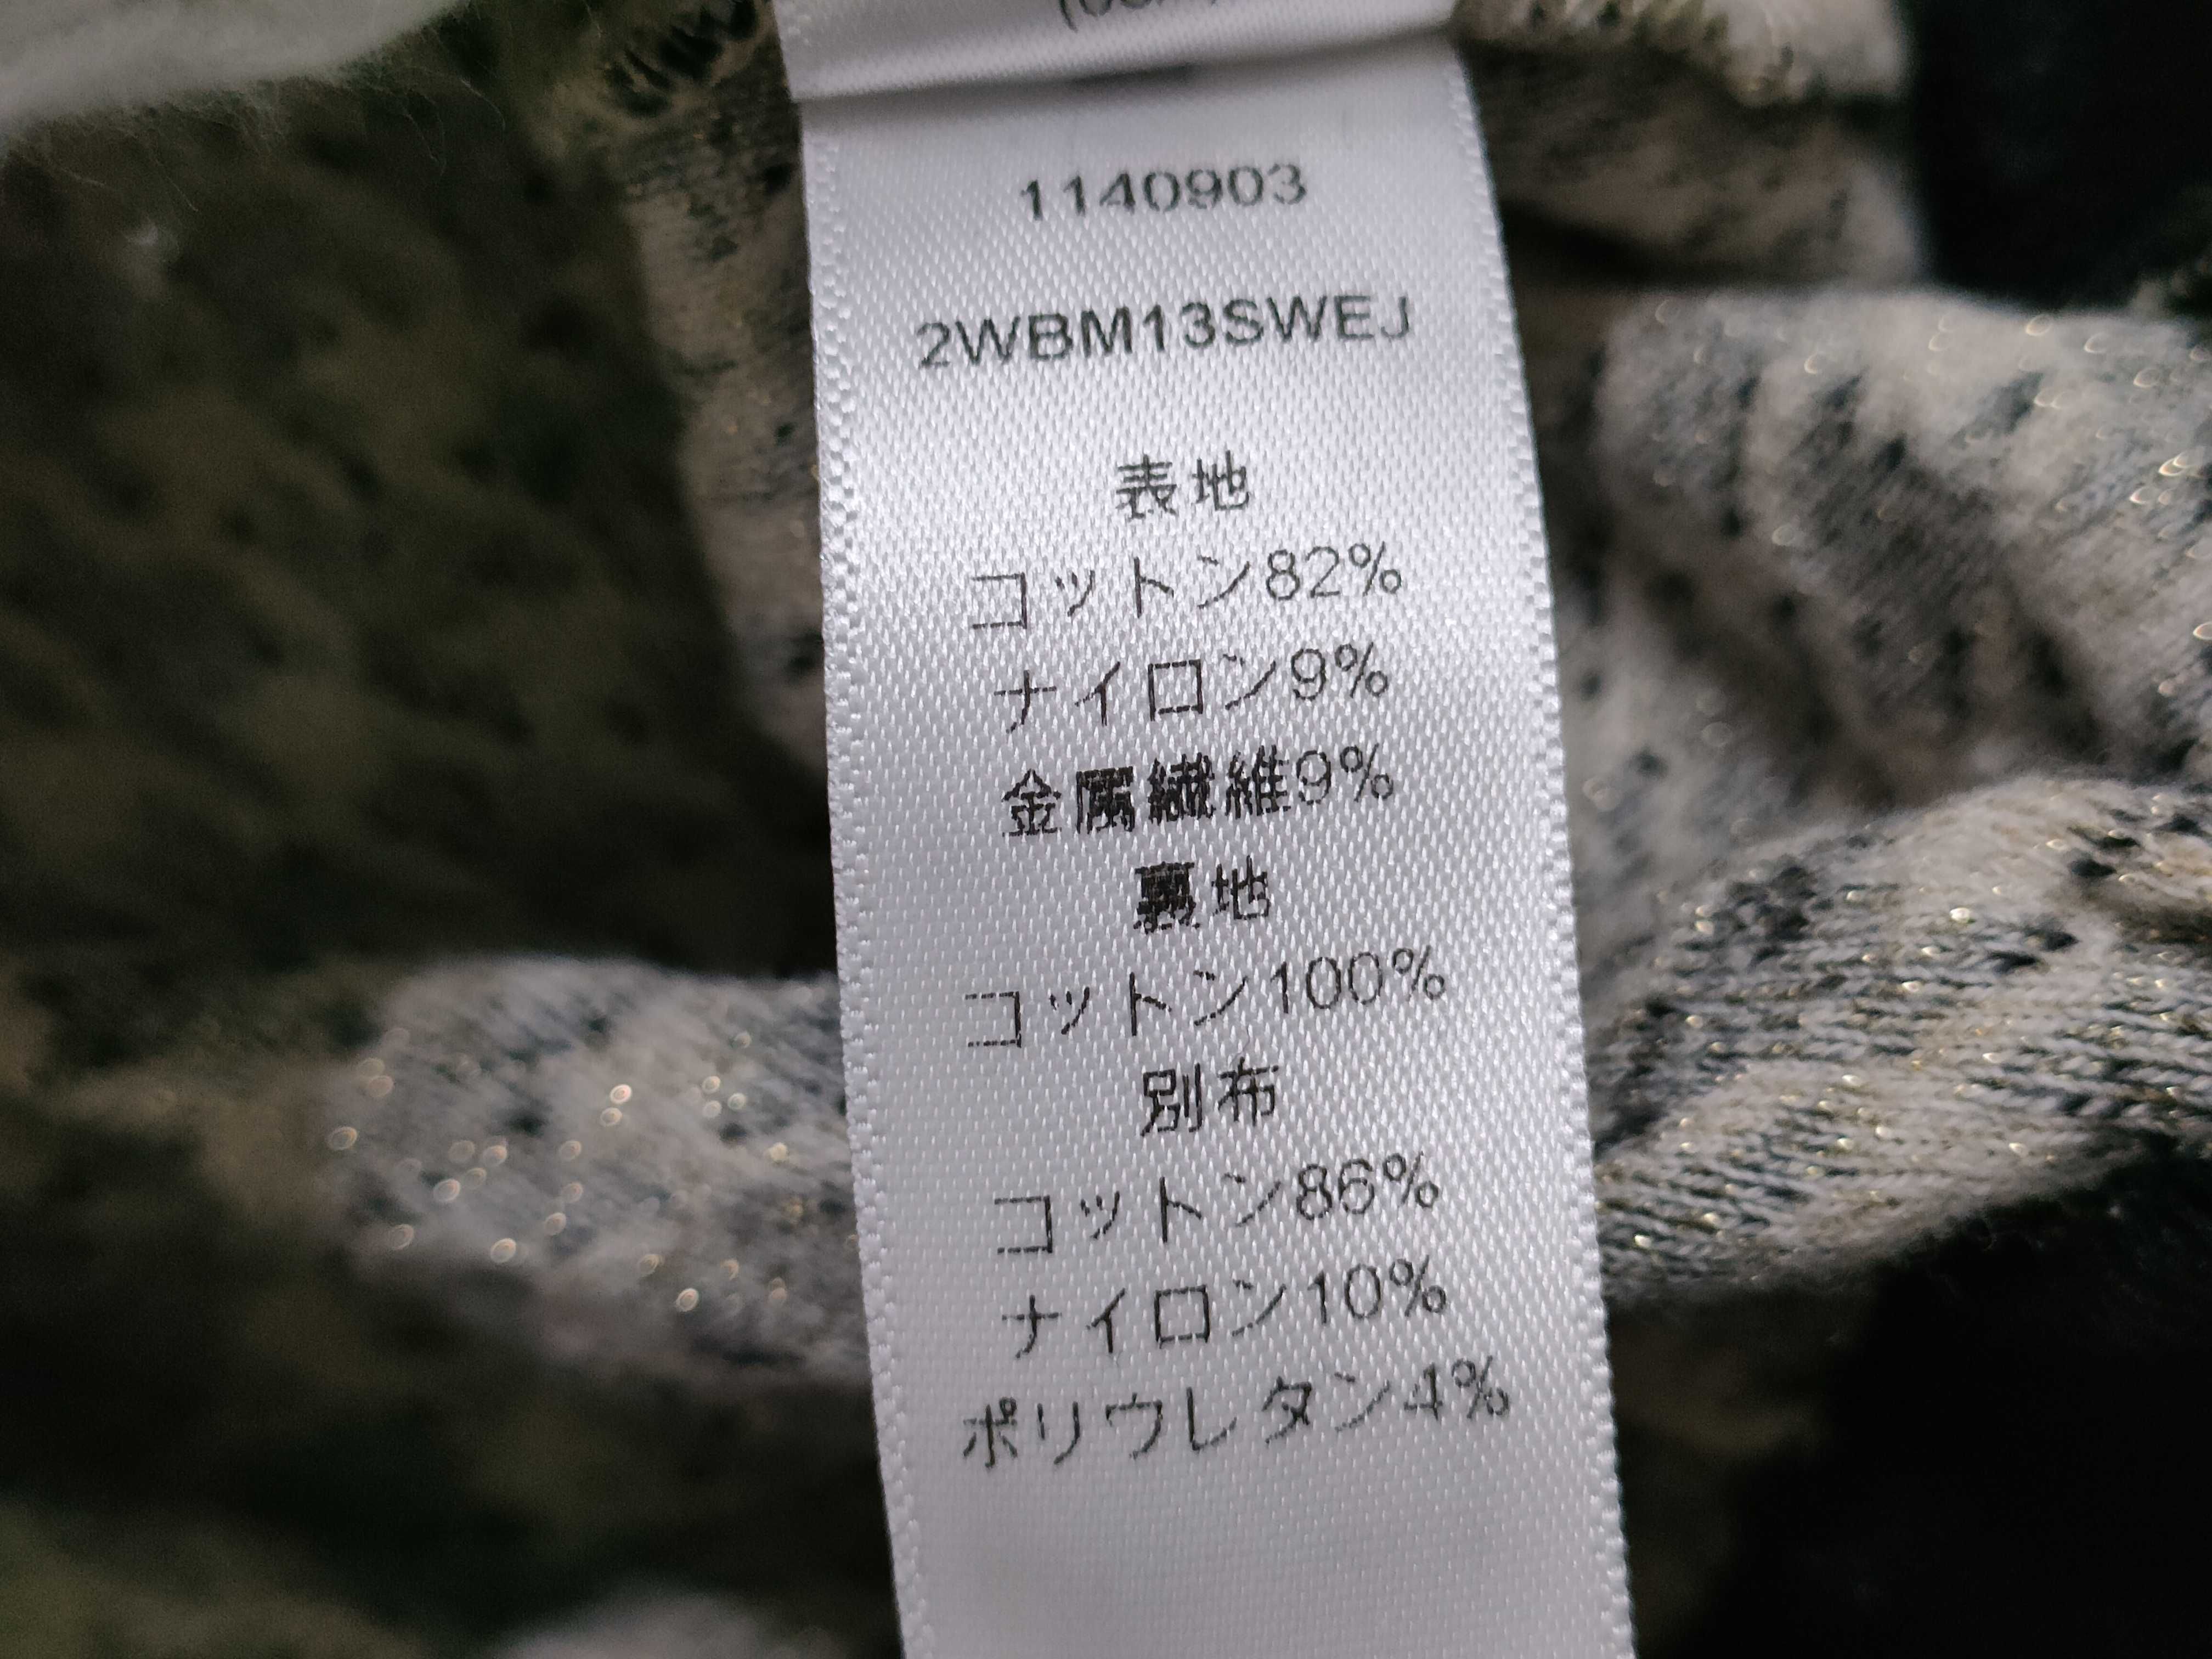 1140903
2WBM13SWEJ
表地
コットン82%
ナイロン9%
金属繊維9%
裏地
コットン100%
別布
コットン86%
ナイロン10%
ポリウレタン4%